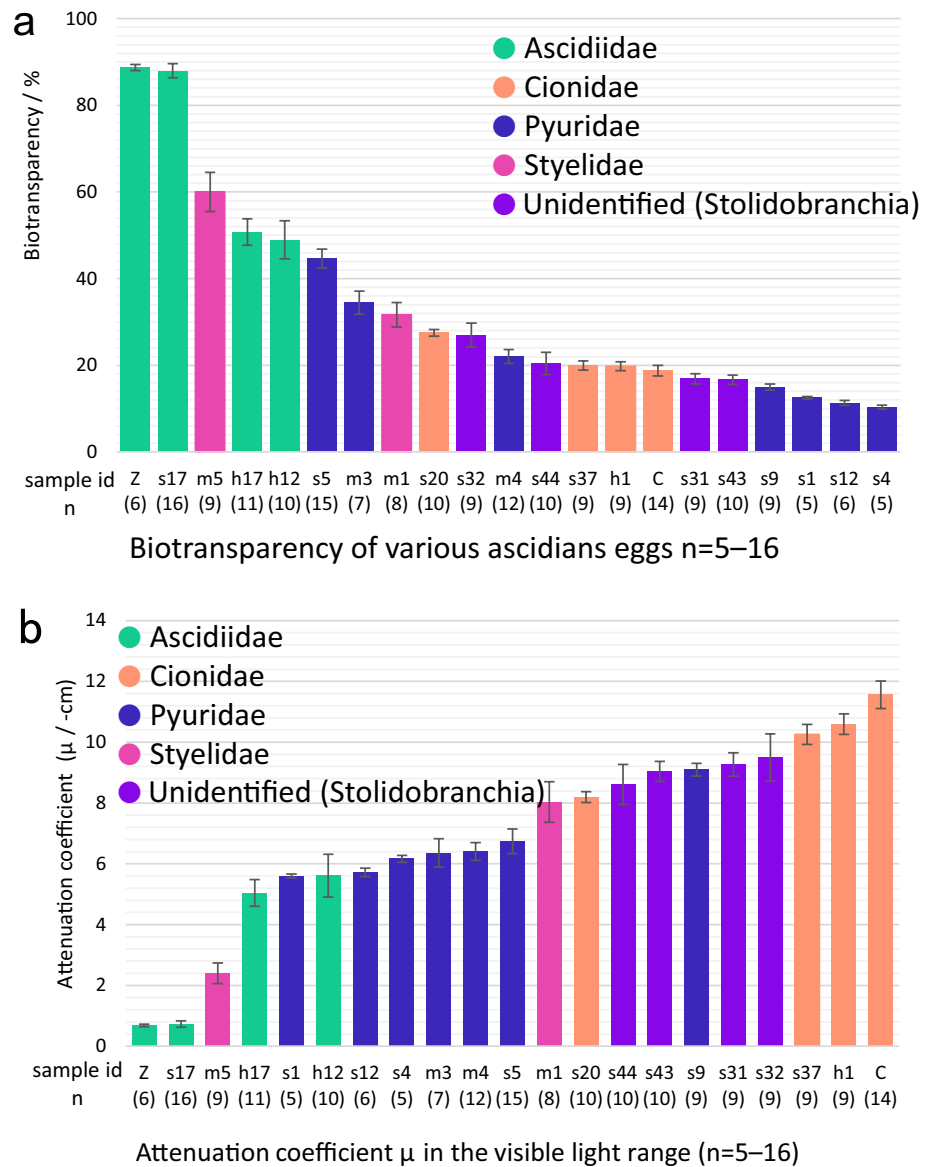 a
100
80
60
40
20
0
Biotransparency / %
Ascidiidae
Cionidae
Pyuridae
Styelidae
Unidentified (Stolidobranchia)
sample id Z s17 m5 h17 h12 s5 m3 m1 s20 s32 m4 s44 s37 h1 C s31 s43 s9 s1 s12 s4
n (6) (16) (9) (11) (10) (15) (7) (8) (10) (9) (12) (10) (9) (9) (14) (9) (10) (9) (5) (6) (5)
Biotransparency of various ascidians eggs n=5–16
b
14
12
10
8
6
4
2
0
Attenuation coefficient (μ / -cm)
Ascidiidae
Cionidae
Pyuridae
Styelidae
Unidentified (Stolidobranchia)
sample id Z s17 m5 h17 s1 h12 s12 s4 m3 m4 s5 m1 s20 s44 s43 s9 s31 s32 s37 h1 C
n (6) (16) (9) (11) (5) (10) (6) (5) (7) (12) (15) (8) (10) (10) (10) (9) (9) (9) (9) (9) (14)
Attenuation coefficient μ in the visible light range (n=5–16)